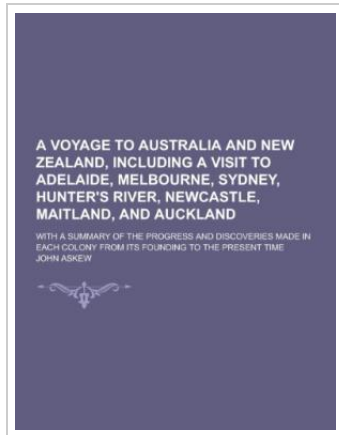 A VOYAGE TO AUSTRALIA AND NEW
ZEALAND, INCLUDING A VISIT TO
ADELAIDE, MELBOURNE, SYDNEY,
HUNTER'S RIVER, NEWCASTLE,
MAITLAND, AND AUCKLAND
WITH A SUMMARY OF THE PROGRESS AND DISCOVERIES MADE IN
EACH COLONY FROM ITS FOUNDING TO THE PRESENT TIME
JOHN ASKEW